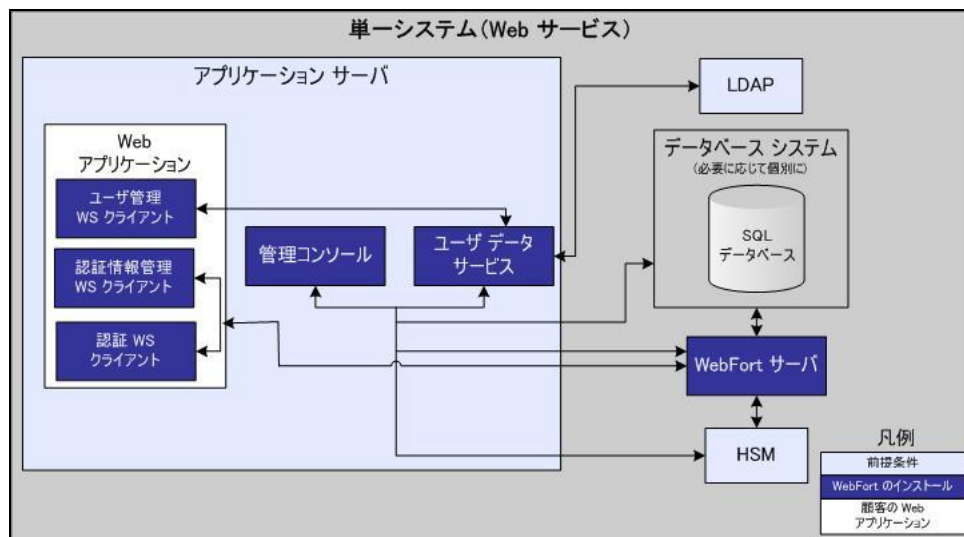 単一システム（Web サービス）
アプリケーション サーバ
Web
アプリケーション
ユーザ管理
WS クライアント
認証情報管理
WS クライアント
認証 WS
クライアント
管理コンソール
ユーザ データ
サービス
LDAP
データベース システム
(必要に応じて個別に)
SQL
データベース
WebFort サーバ
HSM
凡例
前提条件
WebFort のインストール
顧客の Web
アプリケーション